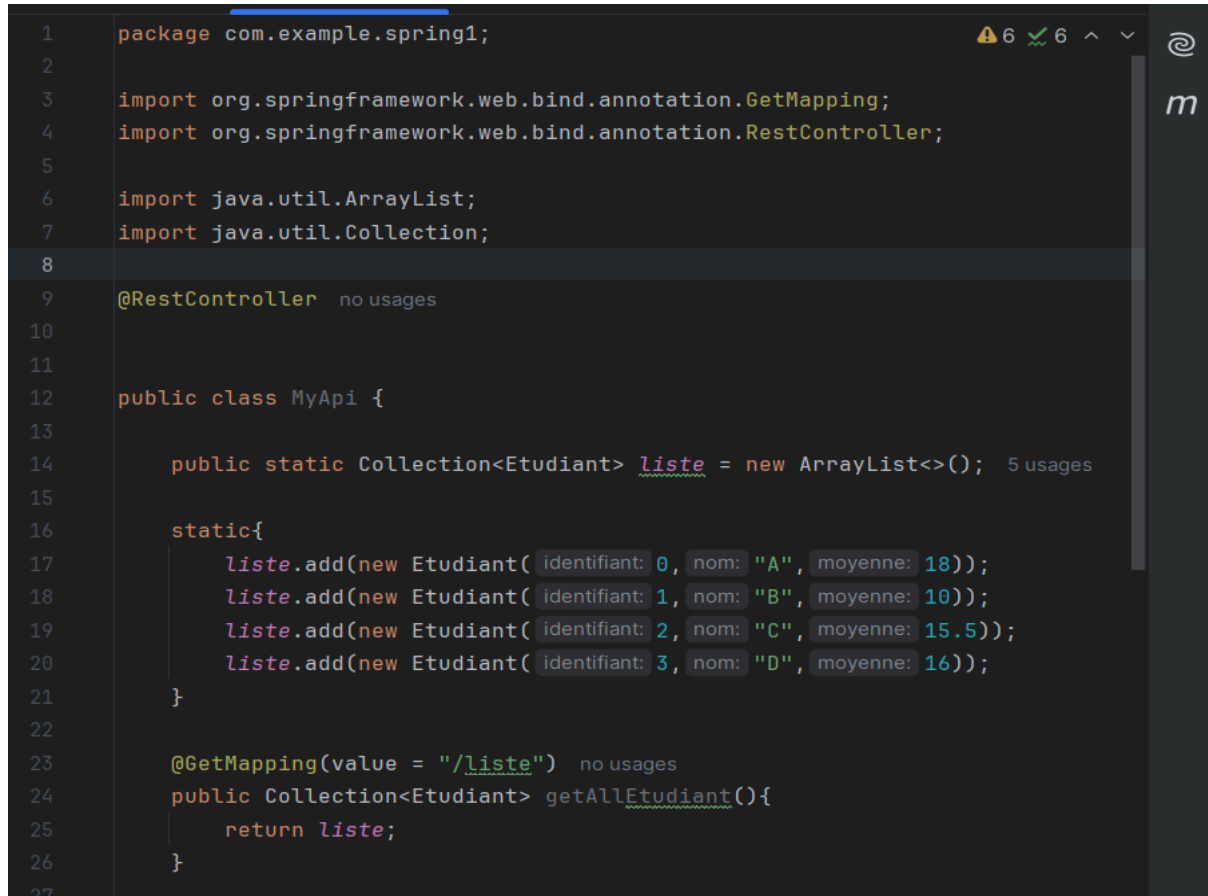 1 package com.example.spring1; 6 6
2
3 import org.springframework.web.bind.annotation.GetMapping;
4 import org.springframework.web.bind.annotation.RestController;
5
6 import java.util.ArrayList;
7 import java.util.Collection;
8
9 @RestController no usages
10
11
12 public class MyApi {
13
14 public static Collection<Etudiant> liste = new ArrayList<>(); 5 usages
15
16 static{
17 liste.add(new Etudiant( identifiant: 0, nom: "A", moyenne: 18));
18 liste.add(new Etudiant( identifiant: 1, nom: "B", moyenne: 10));
19 liste.add(new Etudiant( identifiant: 2, nom: "C", moyenne: 15.5));
20 liste.add(new Etudiant( identifiant: 3, nom: "D", moyenne: 16));
21 }
22
23 @GetMapping(value = "/liste") no usages
24 public Collection<Etudiant> getAllEtudiant(){
25 return liste;
26 }
27
m